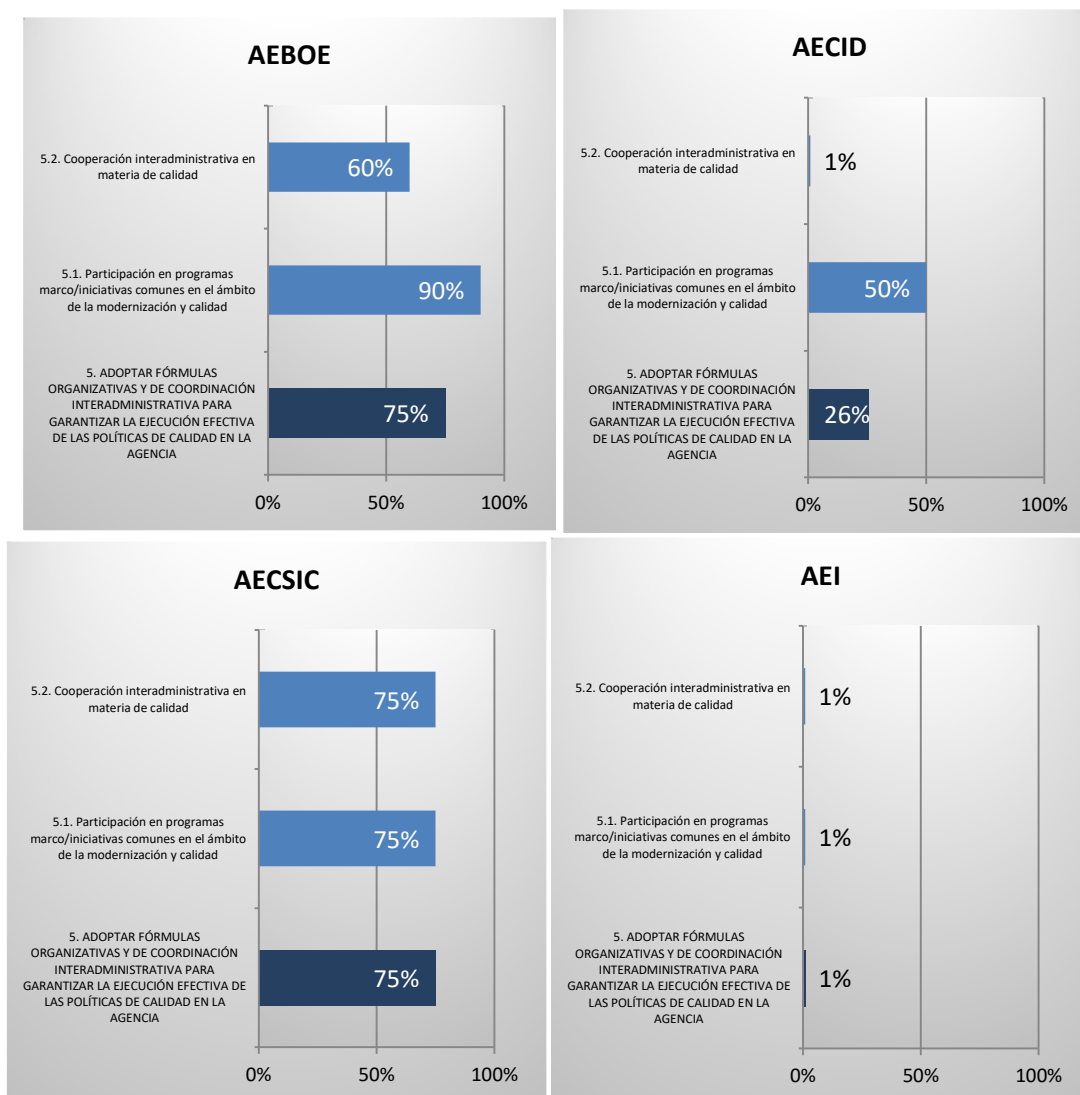 AEBOE
5.2. Cooperación interadministrativa en
materia de calidad
60%
5.1. Participación en programas
marco/iniciativas comunes en el ámbito
de la modernización y calidad
90%
5. ADOPTAR FÓRMULAS
ORGANIZATIVAS Y DE COORDINACIÓN
INTERADMINISTRATIVA PARA
GARANTIZAR LA EJECUCIÓN EFECTIVA
DE LAS POLÍTICAS DE CALIDAD EN LA
AGENCIA
75%
0% 50% 100%
AECID
5.2. Cooperación interadministrativa en
materia de calidad
1%
5.1. Participación en programas
marco/iniciativas comunes en el ámbito
de la modernización y calidad
50%
5. ADOPTAR FÓRMULAS
ORGANIZATIVAS Y DE COORDINACIÓN
INTERADMINISTRATIVA PARA
GARANTIZAR LA EJECUCIÓN EFECTIVA
DE LAS POLÍTICAS DE CALIDAD EN LA
AGENCIA
26%
0% 50% 100%
AECSIC
5.2. Cooperación interadministrativa en
materia de calidad
75%
5.1. Participación en programas
marco/iniciativas comunes en el ámbito
de la modernización y calidad
75%
5. ADOPTAR FÓRMULAS
ORGANIZATIVAS Y DE COORDINACIÓN
INTERADMINISTRATIVA PARA
GARANTIZAR LA EJECUCIÓN EFECTIVA DE
LAS POLÍTICAS DE CALIDAD EN LA
AGENCIA
75%
0% 50% 100%
AEI
5.2. Cooperación interadministrativa en
materia de calidad
1%
5.1. Participación en programas
marco/iniciativas comunes en el ámbito
de la modernización y calidad
1%
5. ADOPTAR FÓRMULAS
ORGANIZATIVAS Y DE COORDINACIÓN
INTERADMINISTRATIVA PARA
GARANTIZAR LA EJECUCIÓN EFECTIVA DE
LAS POLÍTICAS DE CALIDAD EN LA
AGENCIA
1%
0% 50% 100%